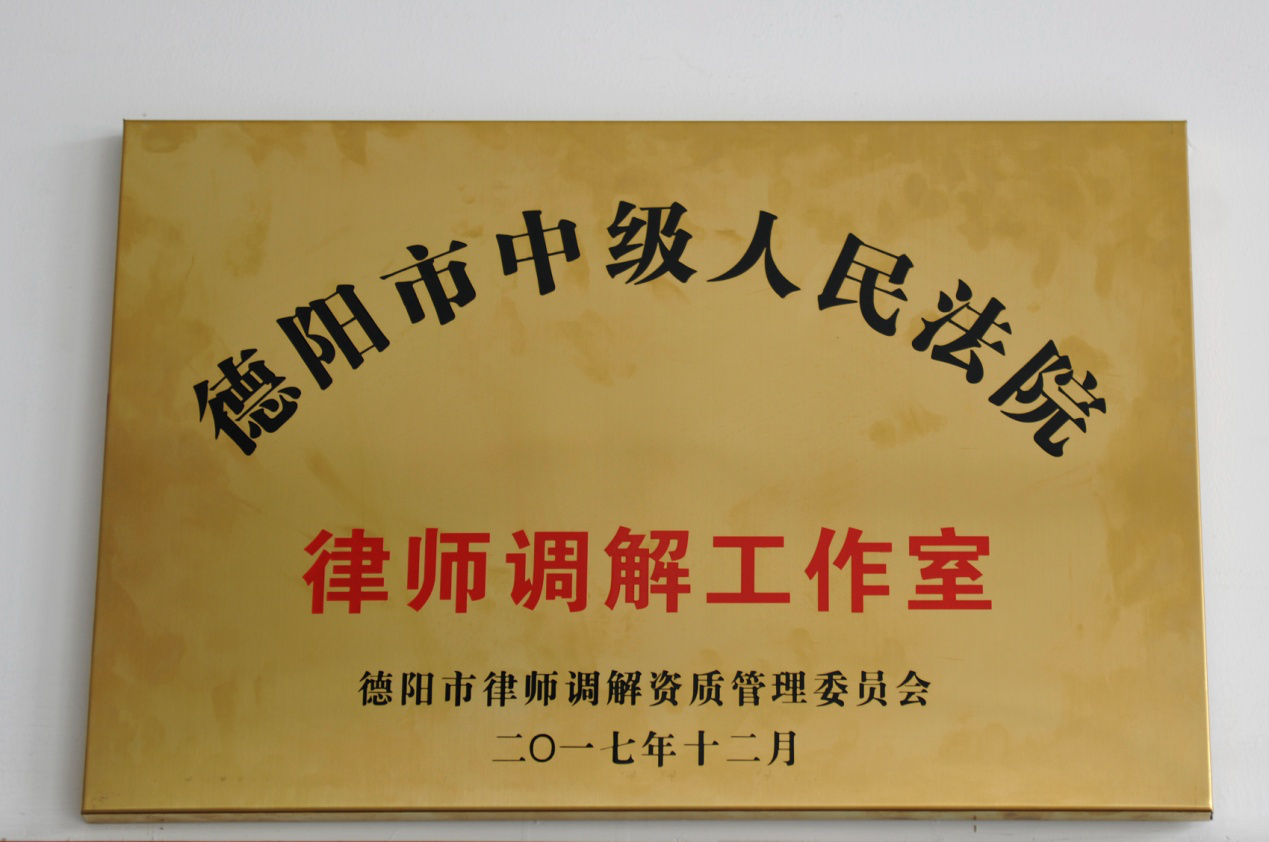 德阳市中级人民法院
律师调解工作室
德阳市律师调解资质管理委员会
二〇一七年十二月